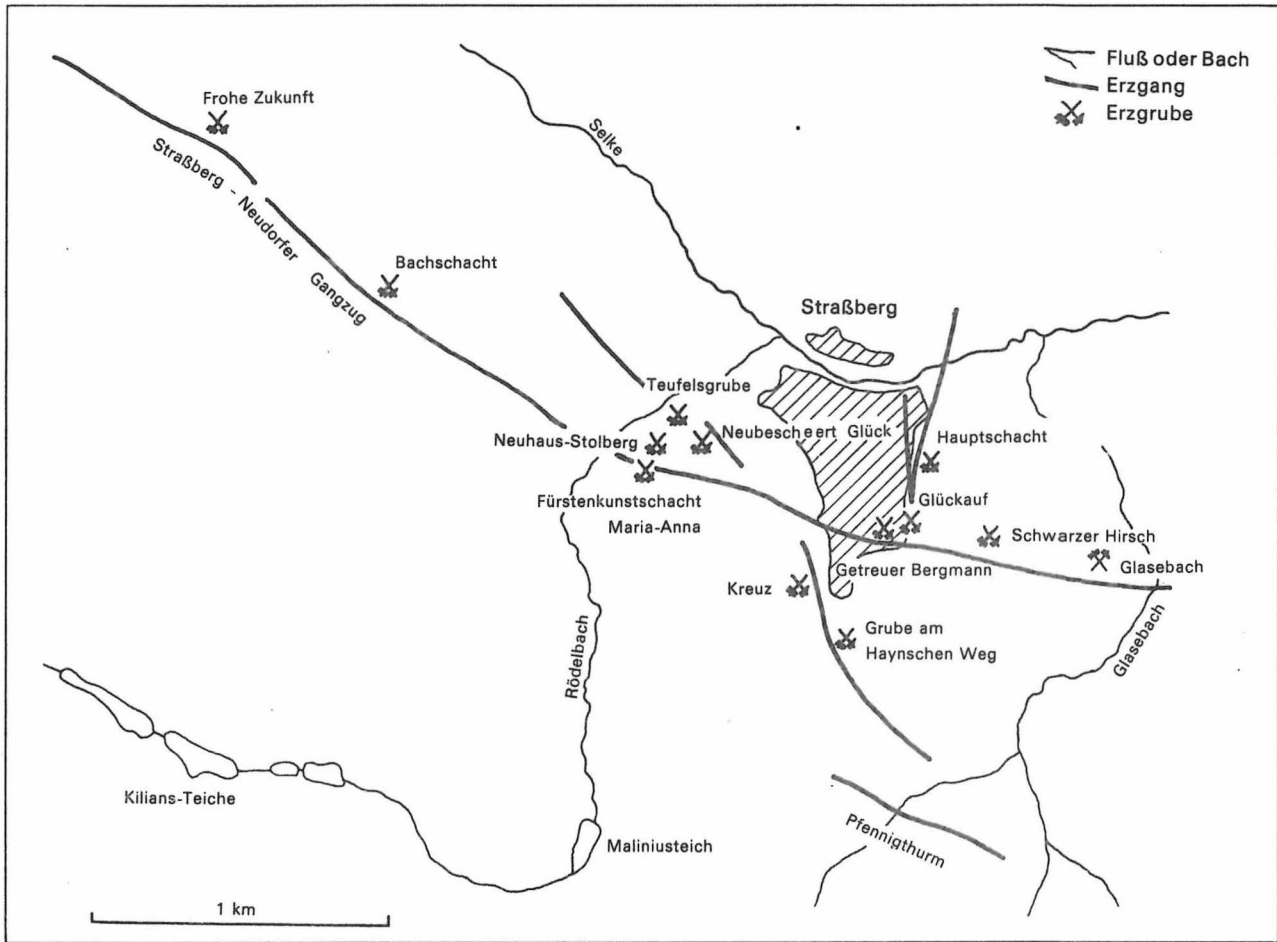 Fluß oder Bach
Erzgang
Erzgrube
Frohe Zukunft
Straßberg - Neudorfer Gangzug
Selke
Bachschacht
Straßberg
Teufelsgrube
Neuhaus-Stolberg
Neubescheert Glück
Hauptschacht
Fürstenkunstschacht
Maria-Anna
Glückauf
Schwarzer Hirsch
Getreuer Bergmann
Glasebach
Kreuz
Grube am
Haynschen Weg
Glasebach
Rödelbach
Kilians-Teiche
Maliniusteich
Pfennigthurm
1 km